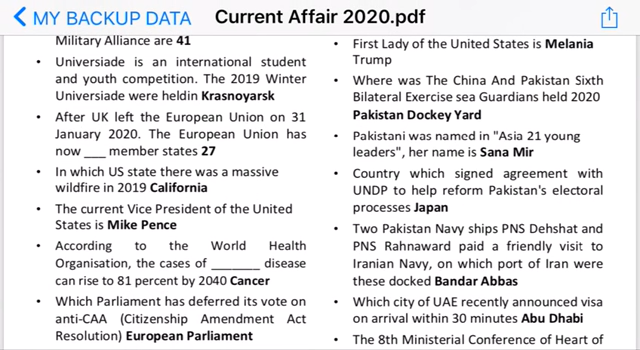 MY BACKUP DATA
Current Affair 2020.pdf
Military Alliance are 41
• Universiade is an international student
and youth competition. The 2019 Winter
Universiade were heldin Krasnoyarsk
• After UK left the European Union on 31
January 2020. The European Union has
now ___ member states 27
• In which US state there was a massive
wildfire in 2019 California
• The current Vice President of the United
States is Mike Pence
• According to the World Health
Organisation, the cases of _______ disease
can rise to 81 percent by 2040 Cancer
• Which Parliament has deferred its vote on
anti-CAA (Citizenship Amendment Act
Resolution) European Parliament
• First Lady of the United States is Melania
Trump
• Where was The China And Pakistan Sixth
Bilateral Exercise sea Guardians held 2020
Pakistan Dockey Yard
• Pakistani was named in "Asia 21 young
leaders", her name is Sana Mir
• Country which signed agreement with
UNDP to help reform Pakistan's electoral
processes Japan
• Two Pakistan Navy ships PNS Dehshat and
PNS Rahnaward paid a friendly visit to
Iranian Navy, on which port of Iran were
these docked Bandar Abbas
• Which city of UAE recently announced visa
on arrival within 30 minutes Abu Dhabi
• The 8th Ministerial Conference of Heart of